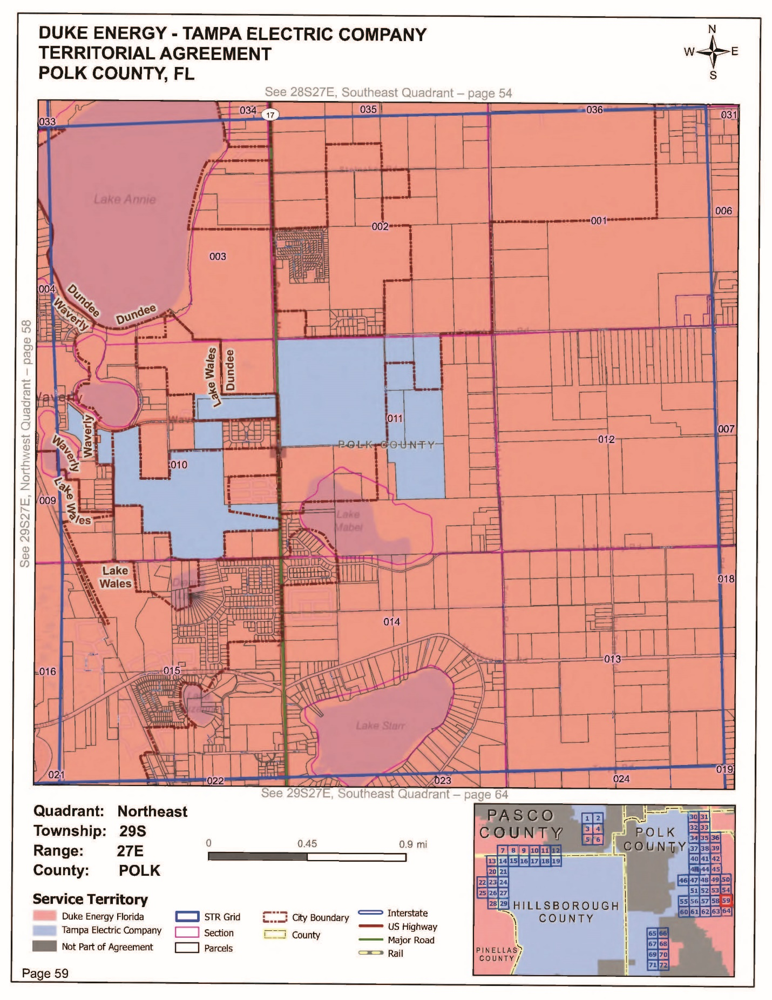 DUKE ENERGY - TAMPA ELECTRIC COMPANY
TERRITORIAL AGREEMENT
POLK COUNTY, FL
N
W E
S
See 28S27E, Southeast Quadrant – page 54
034
17
035
036
031
033
Lake Annie
006
001
002
003
004
Dundee
Waverly
Dundee
See 29S27E, Northwest Quadrant – page 58
Lake Wales
Dundee
Waverly
011
007
Waverly
POLK COUNTY
012
010
Lake Wales
009
Lake
Mabel
Lake
Wales
018
014
013
016
015
Lake Starr
021
022
023
024
019
See 29S27E, Southeast Quadrant – page 64
Quadrant: Northeast
Township: 29S
Range: 27E
County: POLK
0 0.45 0.9 mi
Service Territory
Duke Energy Florida
Tampa Electric Company
Not Part of Agreement
STR Grid
Section
Parcels
City Boundary
County
Interstate
US Highway
Major Road
Rail
PASCO
COUNTY
POLK
COUNTY
HILLSBOROUGH
COUNTY
PINELLAS
COUNTY
1 2
3 4
5 6
7 8 9 10 11 12
13 14 15 16 17 18 19
20 21
22 23 24
25 26 27
28 29
30 31
32 33
34 35 36
37 38 39
40 41 42
44 45
46 47 48 49 50
51 52 53 54
55 56 57 58 59
60 61 62 63 64
65 66
67 68
69 70
71 72
Page 59